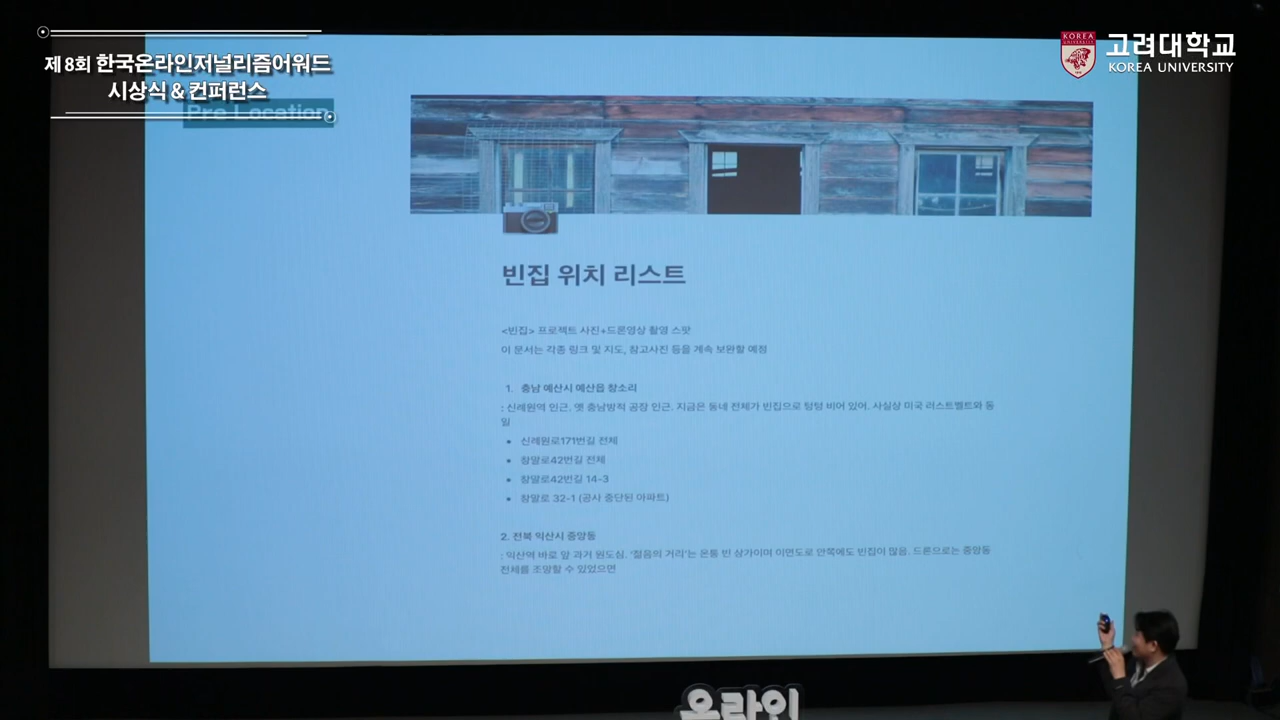 제 8회 한국온라인저널리즘어워드
시상식 & 컨퍼런스
Pre Location
KOREA
고려대학교
KOREA UNIVERSITY
빈집 위치 리스트
<빈집> 프로젝트 사진+드론영상 촬영 스팟
이 문서는 각종 링크 및 지도, 참고사진 등을 계속 보완할 예정
1. 충남 예산시 예산읍 창소리
: 신례원역 인근. 옛 충남방적 공장 인근. 지금은 동네 전체가 빈집으로 텅텅 비어 있어. 사실상 미국 러스트벨트와 동
일
• 신례원로171번길 전체
• 창말로42번길 전체
• 창말로42번길 14-3
• 창말로 32-1 (공사 중단된 아파트)
2. 전북 익산시 중앙동
: 익산역 바로 앞 과거 원도심. '젊음의 거리'는 온통 빈 상가이며 이면도로 안쪽에도 빈집이 많음. 드론으로는 중앙동
전체를 조망할 수 있었으면
온라인